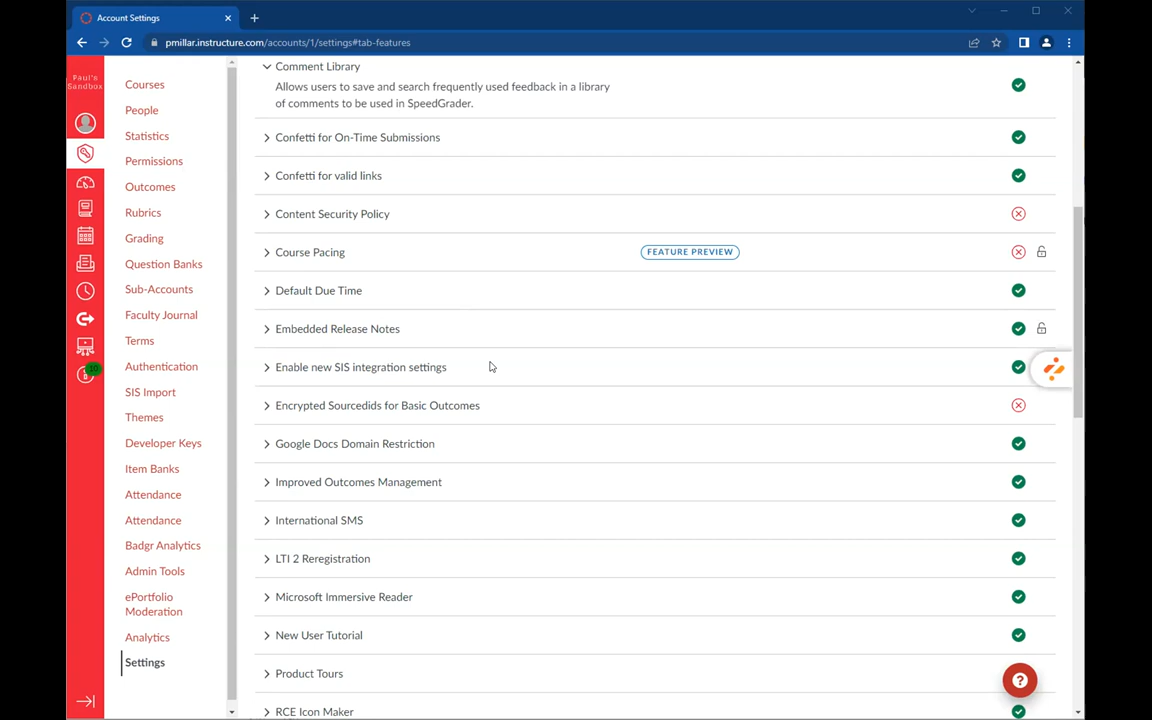 Account Settings
pmillar.instructure.com/accounts/1/settings#tab-features
Paul's
Sandbox
10
Courses
People
Statistics
Permissions
Outcomes
Rubrics
Grading
Question Banks
Sub-Accounts
Faculty Journal
Terms
Authentication
SIS Import
Themes
Developer Keys
Item Banks
Attendance
Attendance
Badgr Analytics
Admin Tools
ePortfolio
Moderation
Analytics
Settings
Comment Library
Allows users to save and search frequently used feedback in a library
of comments to be used in SpeedGrader.
Confetti for On-Time Submissions
Confetti for valid links
Content Security Policy
Course Pacing FEATURE PREVIEW
Default Due Time
Embedded Release Notes
Enable new SIS integration settings
Encrypted Sourcedids for Basic Outcomes
Google Docs Domain Restriction
Improved Outcomes Management
International SMS
LTI 2 Reregistration
Microsoft Immersive Reader
New User Tutorial
Product Tours
RCE Icon Maker